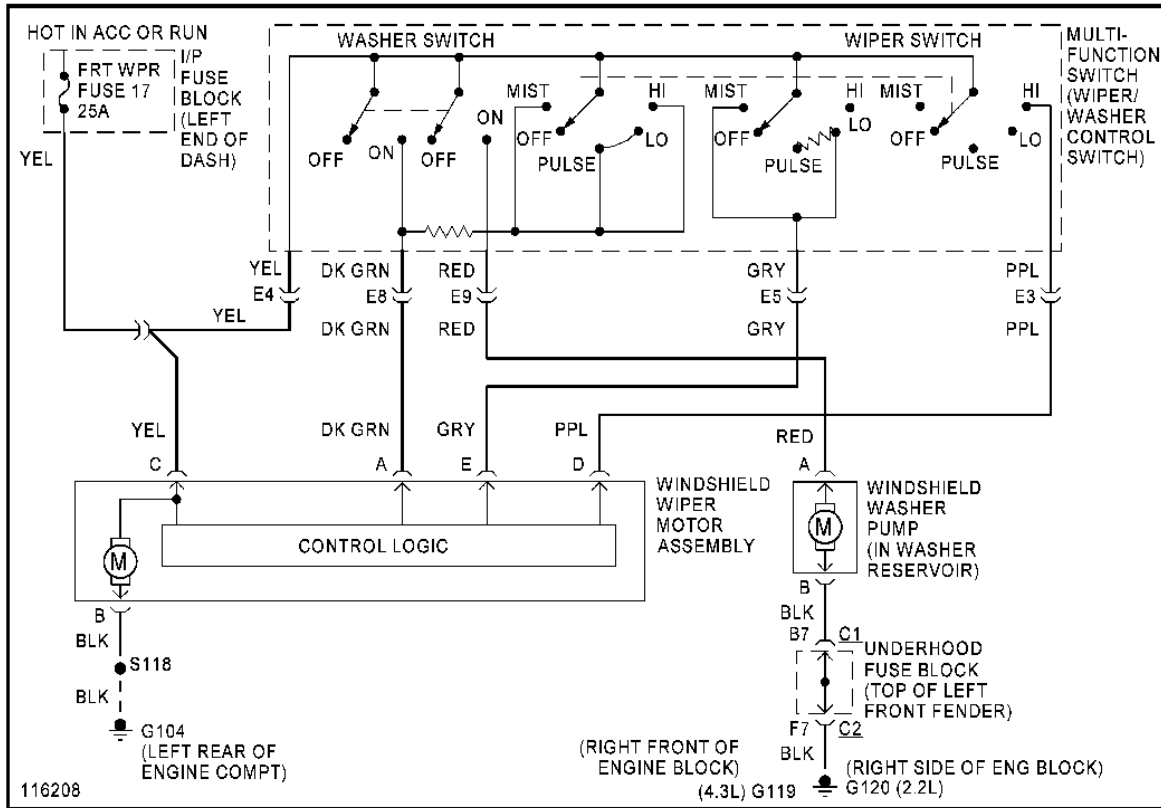 HOT IN ACC OR RUN
FRT WPR
FUSE 17
25A
I/P
FUSE
BLOCK
(LEFT
END OF
DASH)
YEL
WASHER SWITCH
WIPER SWITCH
MULTI-
FUNCTION
SWITCH
(WIPER/
WASHER
CONTROL
SWITCH)
OFF
ON
OFF
ON
MIST
HI
OFF
LO
PULSE
MIST
HI
OFF
LO
PULSE
MIST
HI
OFF
LO
PULSE
YEL
DK GRN
RED
GRY
PPL
E4
E8
E9
E5
E3
YEL
DK GRN
RED
GRY
PPL
YEL
DK GRN
GRY
PPL
RED
C
A
E
D
A
WINDSHIELD
WIPER
MOTOR
ASSEMBLY
CONTROL LOGIC
M
B
BLK
S118
BLK
G104
(LEFT REAR OF
ENGINE COMPT)
WINDSHIELD
WASHER
PUMP
(IN WASHER
RESERVOIR)
M
B
BLK
B7
C1
UNDERHOOD
FUSE BLOCK
(TOP OF LEFT
FRONT FENDER)
F7
C2
BLK
(RIGHT FRONT OF
ENGINE BLOCK)
(4.3L) G119
(RIGHT SIDE OF ENG BLOCK)
G120 (2.2L)
116208